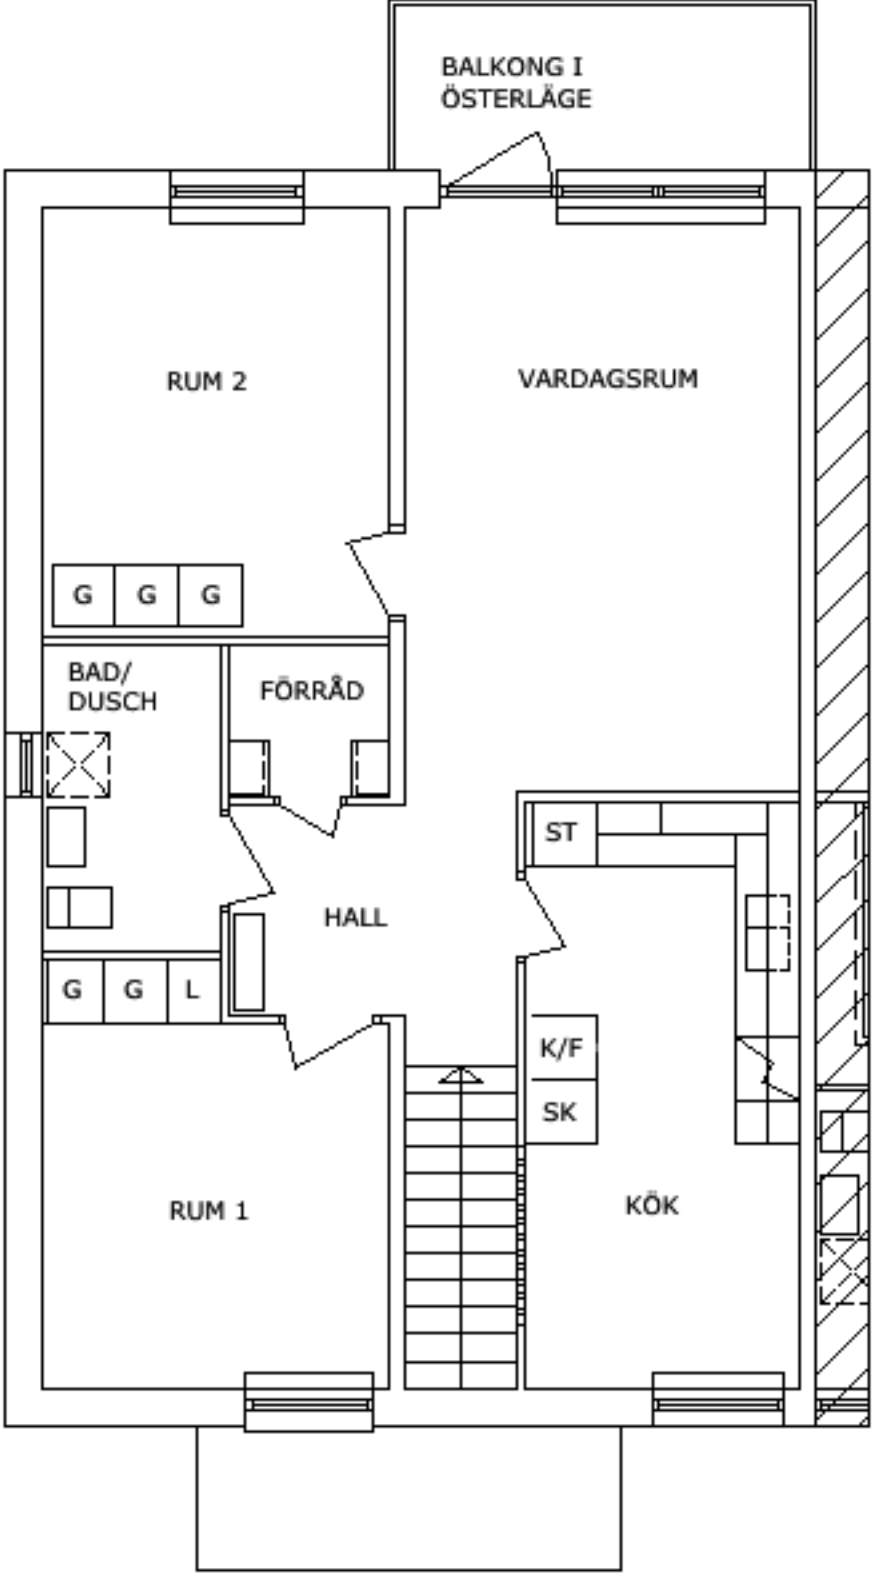 BALKONG I
ÖSTERLÄGE
RUM 2
VARDAGSRUM
G G G
BAD/
DUSCH
FÖRRÅD
ST
HALL
G G L
K/F
SK
RUM 1
KÖK